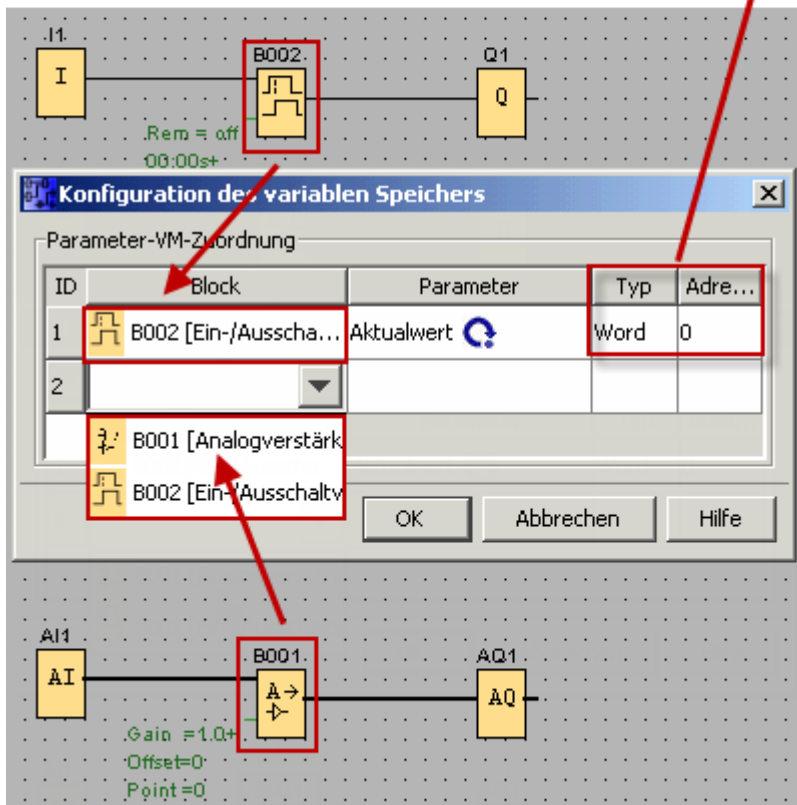 I1
B002
Q1
I
Q
Rem = off
00:00s+
Konfiguration des variablen Speichers
Parameter-VM-Zuordnung
ID Block Parameter Typ Adre...
1 B002 [Ein-/Ausscha... Aktualwert Word 0
2
B001 [Analogverstärk
B002 [Ein-/Ausschaltv
OK Abbrechen Hilfe
AI1
B001
AQ1
AI
A→
AQ
Gain =1.0+
Offset=0
Point=0